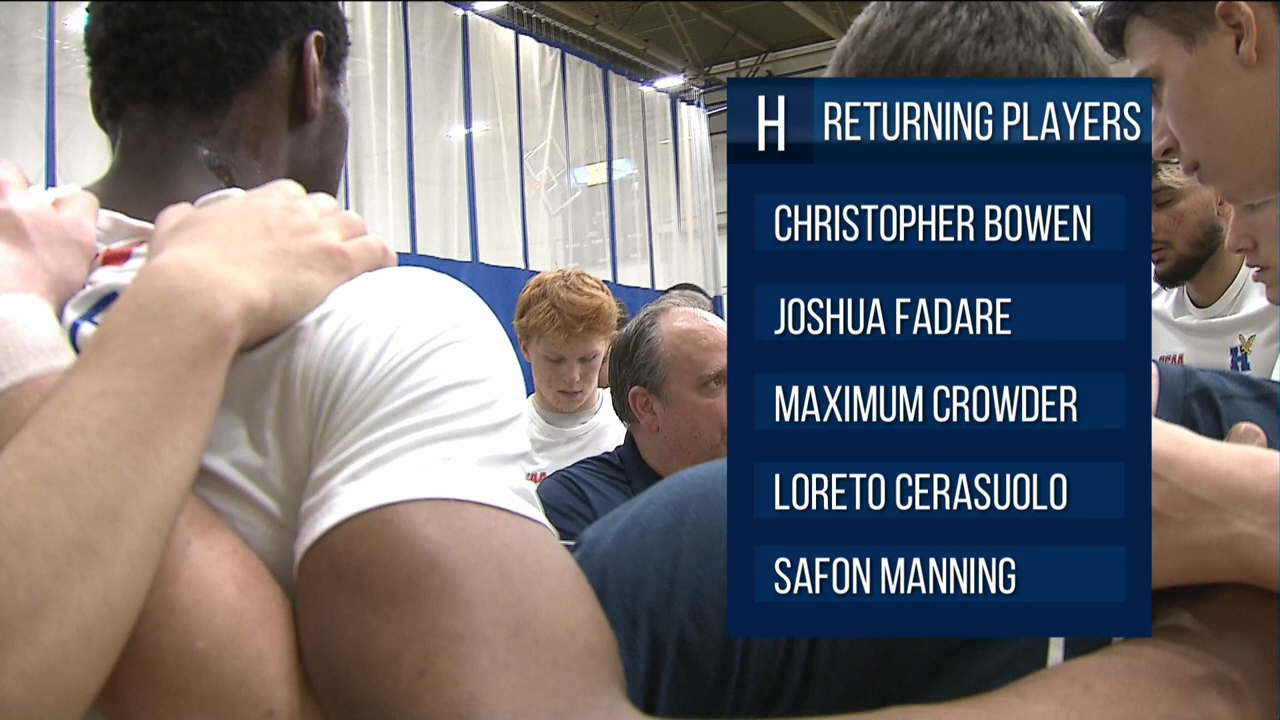 H RETURNING PLAYERS
CHRISTOPHER BOWEN
JOSHUA FADARE
MAXIMUM CROWDER
LORETO CERASUOLO
SAFON MANNING
H